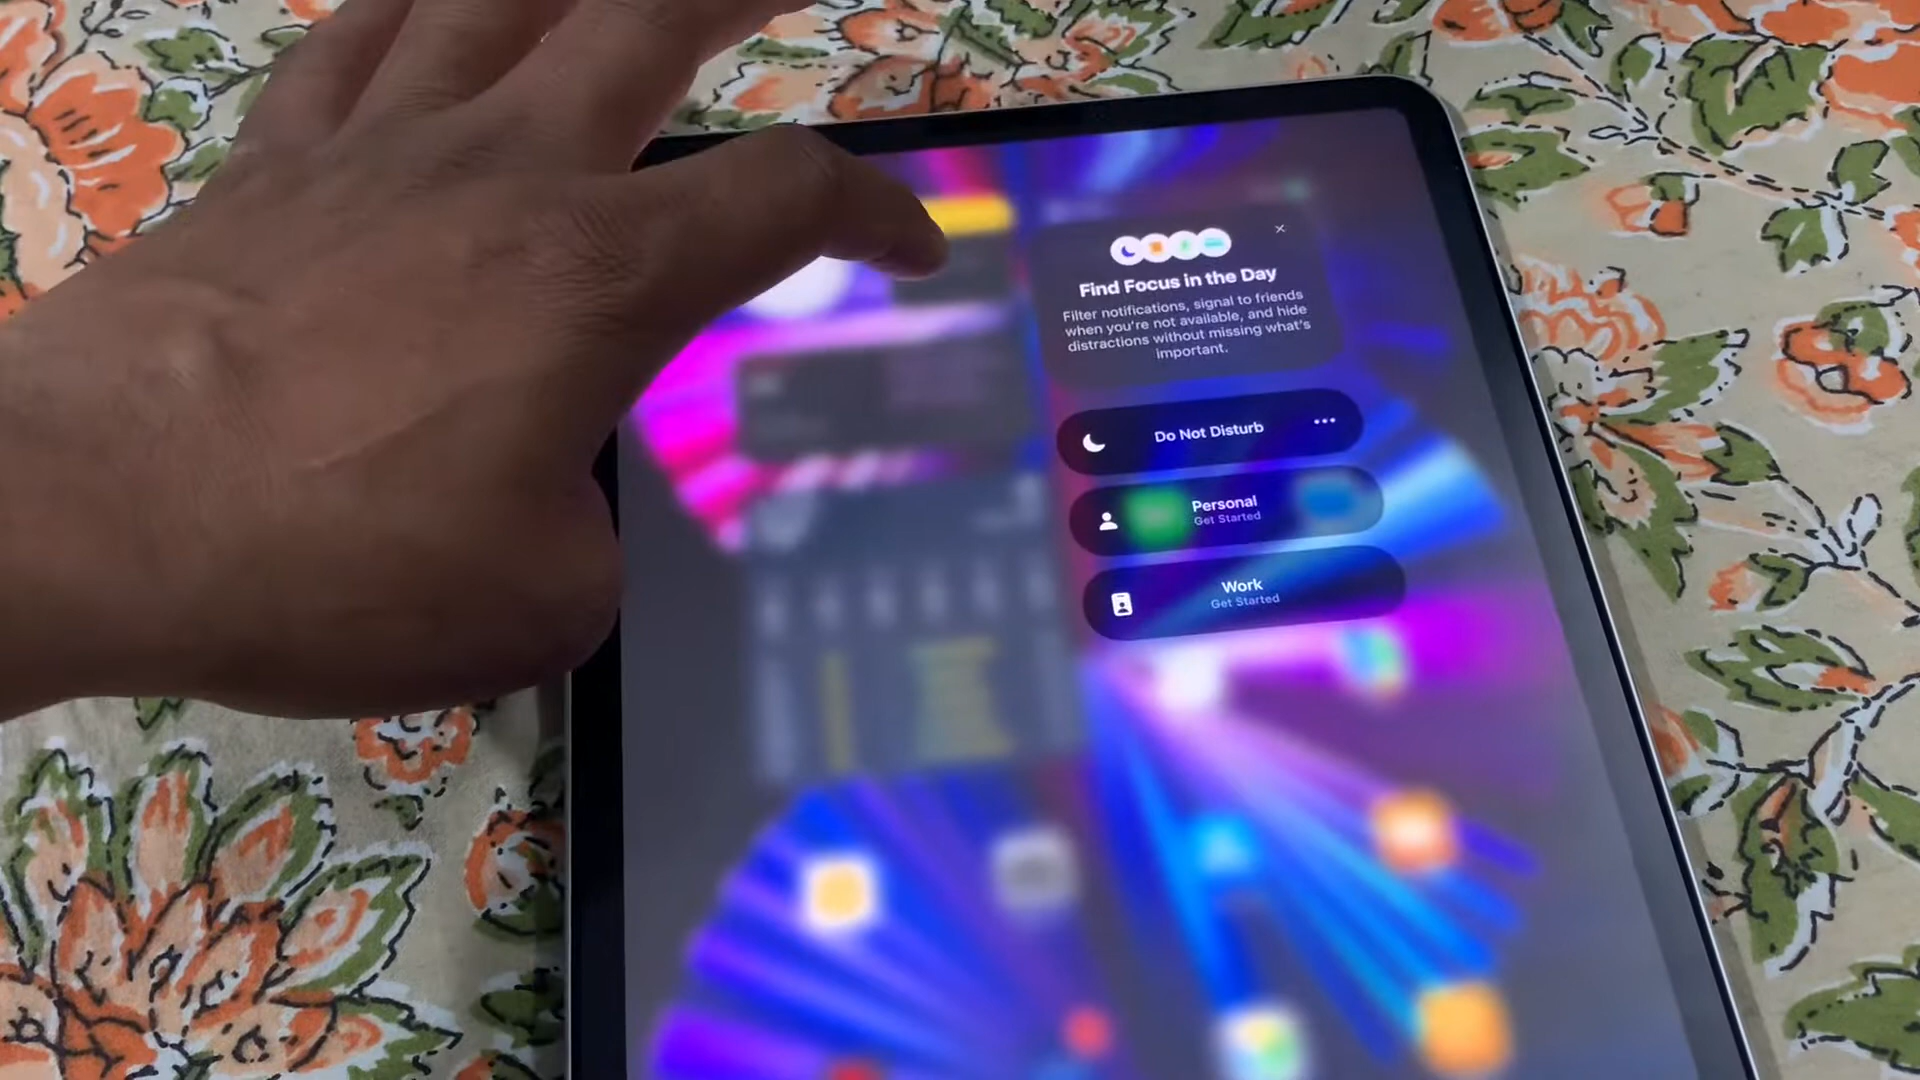 Find Focus in the Day
Filter notifications, signal to friends
when you're not available, and hide
distractions without missing what's
important.
Do Not Disturb
Personal
Get Started
Work
Get Started